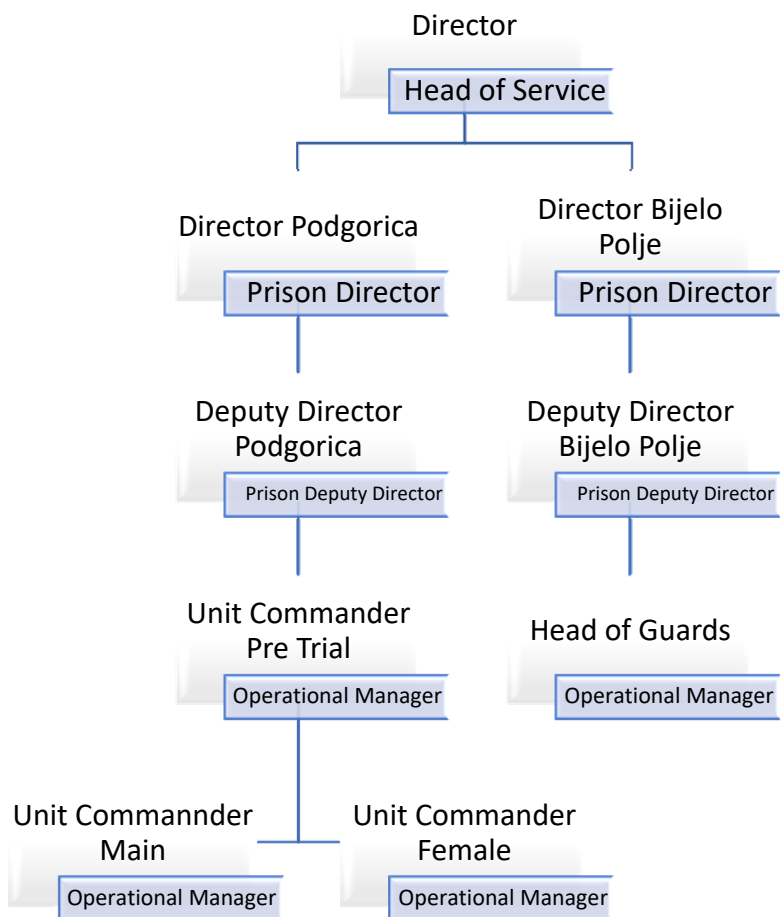 Director
Head of Service
Director Podgorica
Prison Director
Director Bijelo
Polje
Prison Director
Deputy Director
Podgorica
Prison Deputy Director
Deputy Director
Bijelo Polje
Prison Deputy Director
Unit Commander
Pre Trial
Operational Manager
Head of Guards
Operational Manager
Unit Commannder
Main
Operational Manager
Unit Commander
Female
Operational Manager